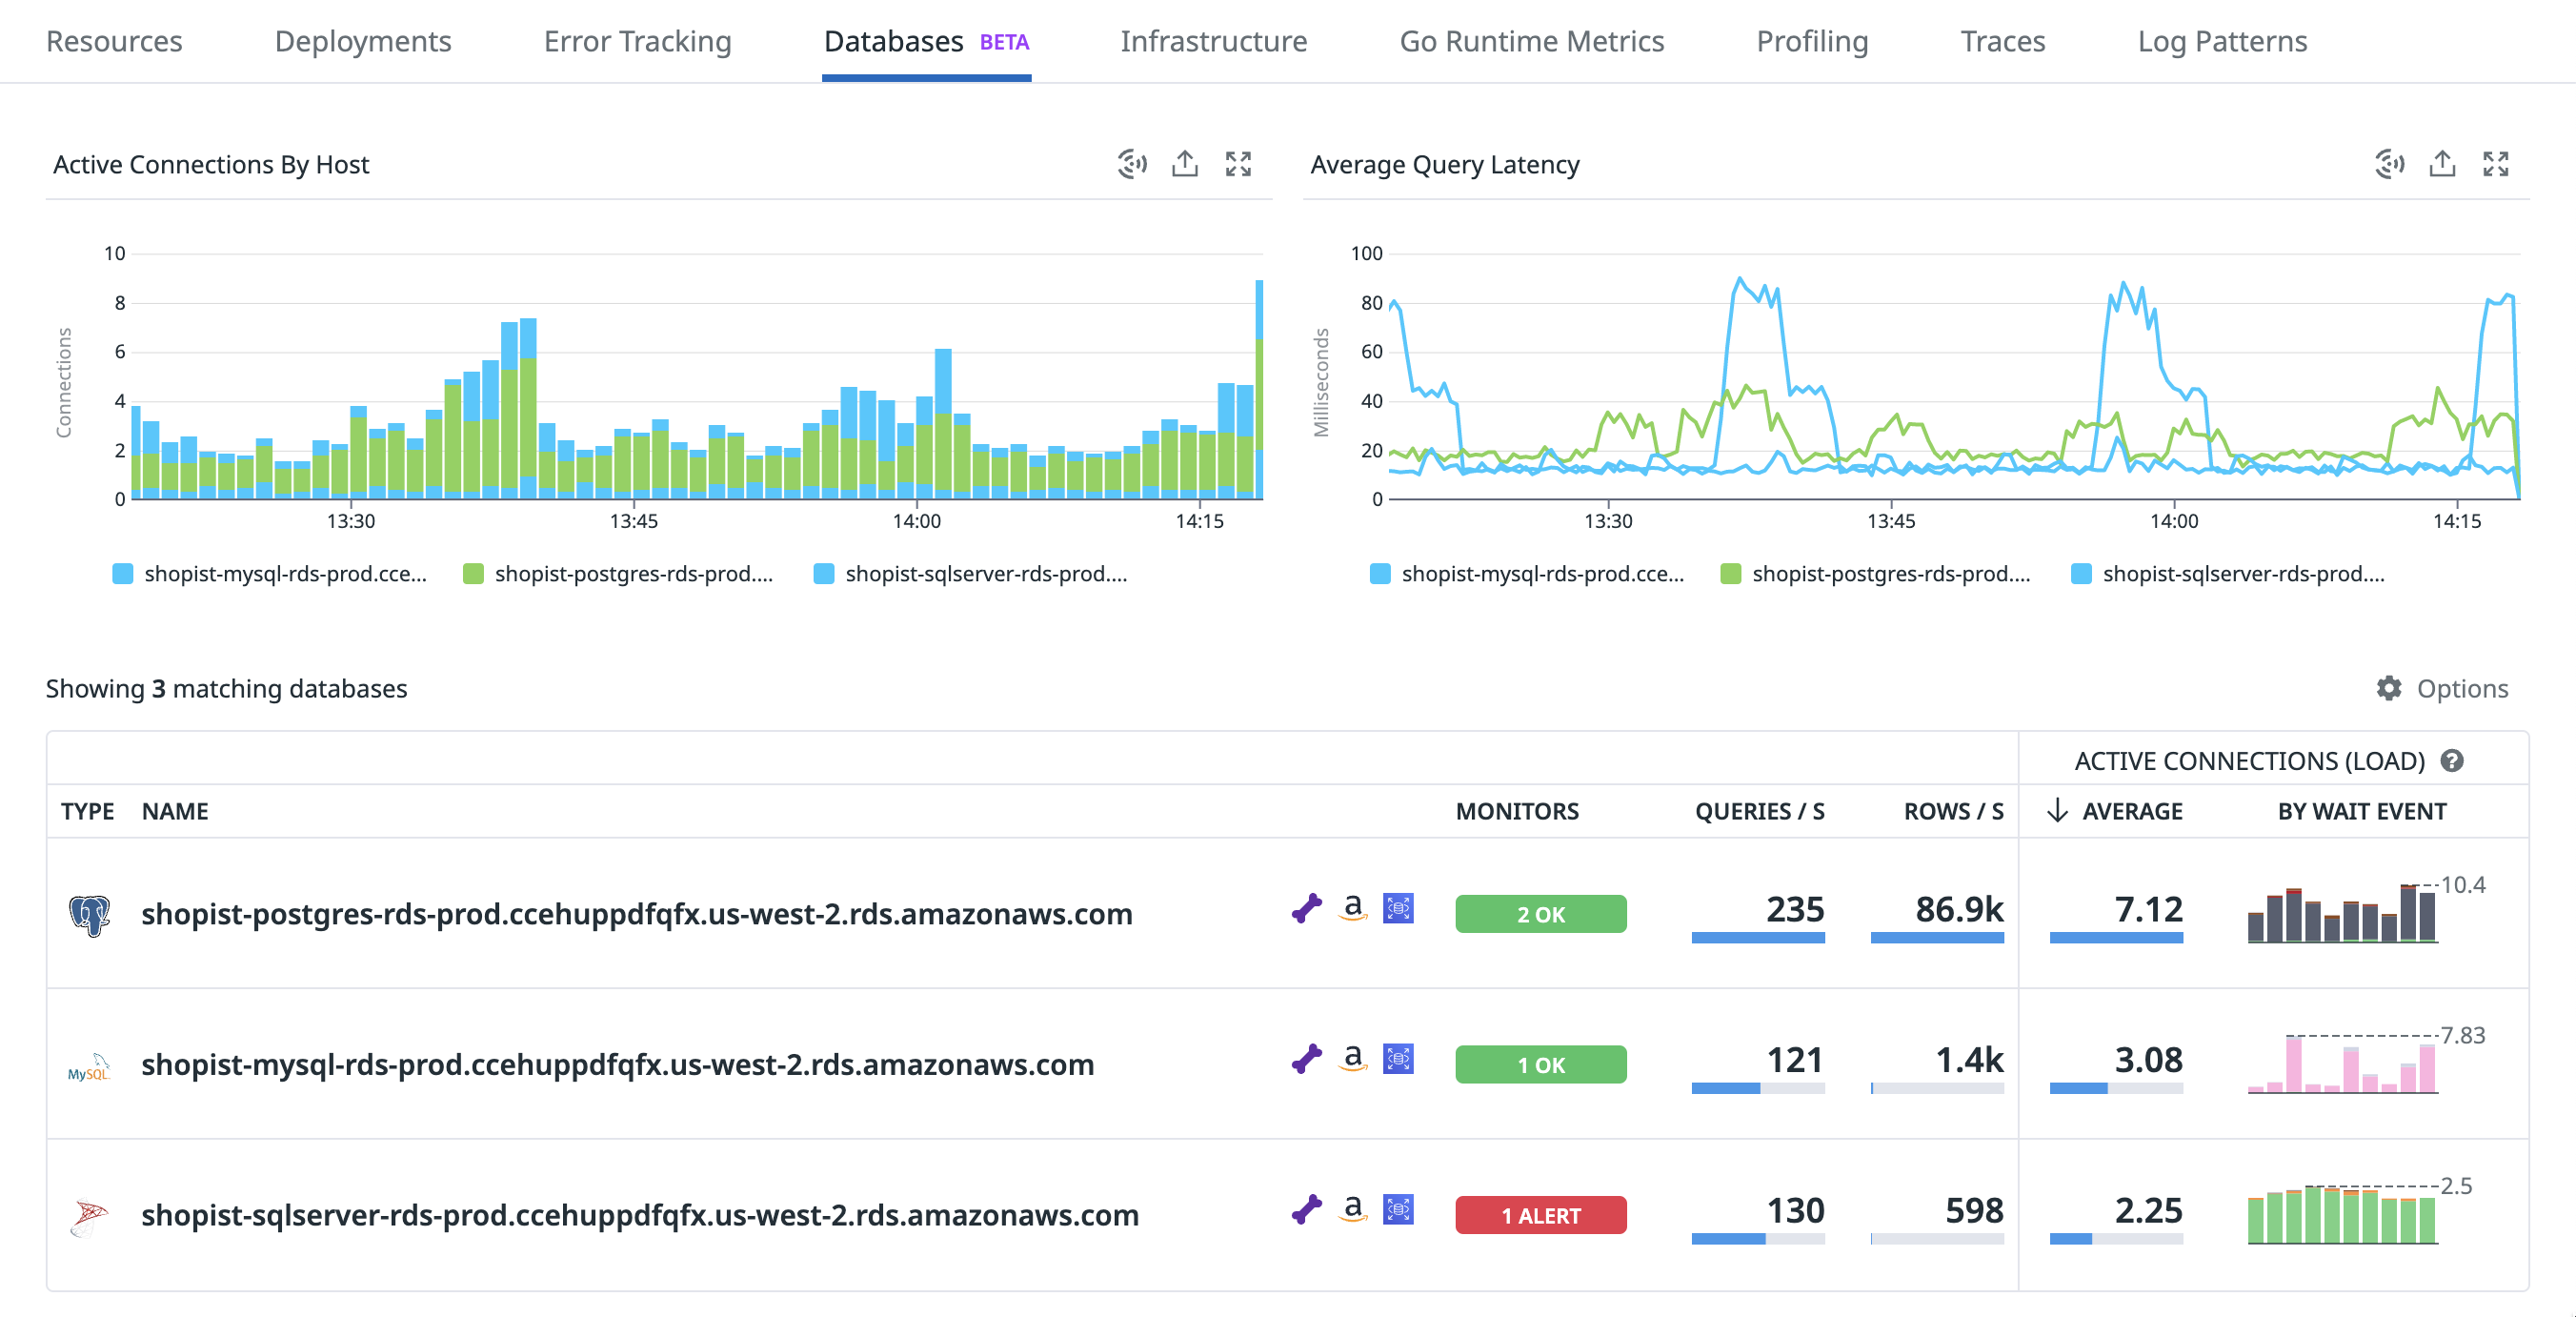 Resources Deployments Error Tracking Databases BETA Infrastructure Go Runtime Metrics Profiling Traces Log Patterns
Active Connections By Host
Connections
10
8
6
4
2
0
13:30 13:45 14:00 14:15
shopist-mysql-rds-prod.cce... shopist-postgres-rds-prod.... shopist-sqlserver-rds-prod....
Average Query Latency
Milliseconds
100
80
60
40
20
0
13:30 13:45 14:00 14:15
shopist-mysql-rds-prod.cce... shopist-postgres-rds-prod.... shopist-sqlserver-rds-prod....
Showing 3 matching databases
Options
ACTIVE CONNECTIONS (LOAD) ?
TYPE NAME MONITORS QUERIES / S ROWS / S AVERAGE BY WAIT EVENT
shopist-postgres-rds-prod.ccehuppdfqfx.us-west-2.rds.amazonaws.com a 2 OK 235 86.9k 7.12 10.4
MySQL shopist-mysql-rds-prod.ccehuppdfqfx.us-west-2.rds.amazonaws.com a 1 OK 121 1.4k 3.08 7.83
shopist-sqlserver-rds-prod.ccehuppdfqfx.us-west-2.rds.amazonaws.com a 1 ALERT 130 598 2.25 2.5